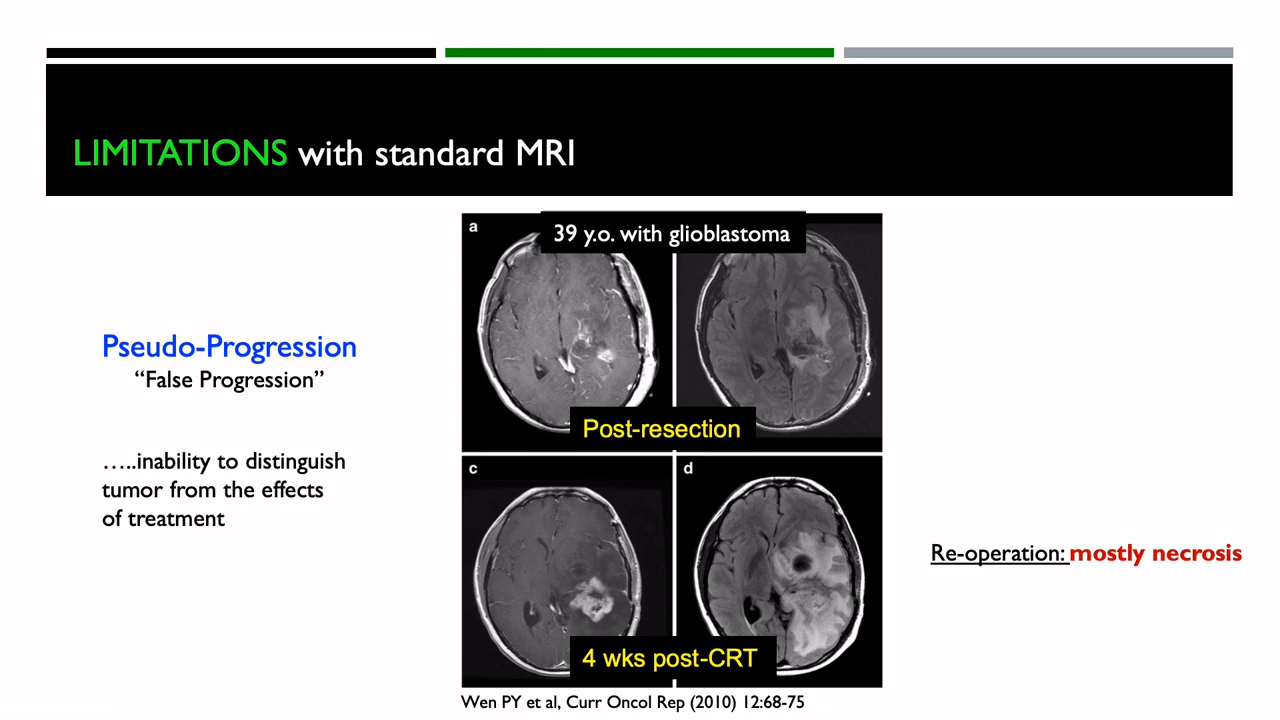 LIMITATIONS with standard MRI
Pseudo-Progression
“False Progression”
…..inability to distinguish
tumor from the effects
of treatment
a
39 y.o. with glioblastoma
Post-resection
c
d
4 wks post-CRT
Wen PY et al, Curr Oncol Rep (2010) 12:68-75
Re-operation: mostly necrosis